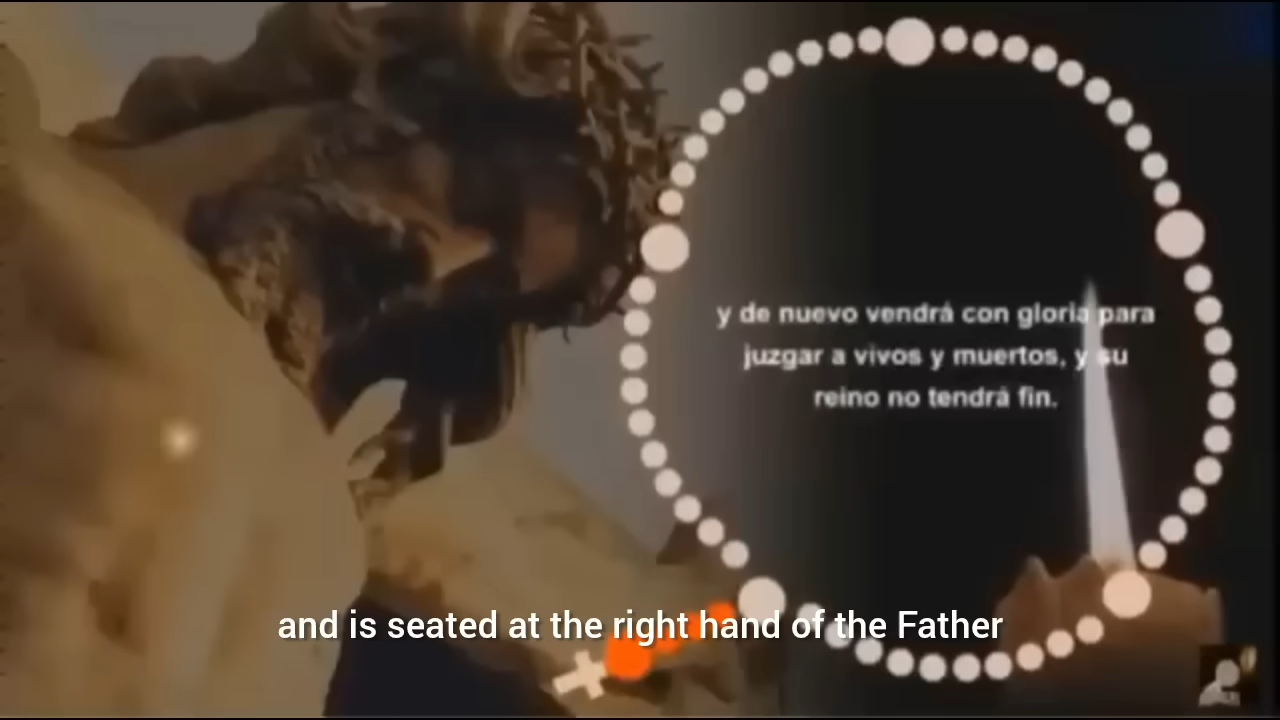 y de nuevo vendrá con gloria para
juzgar a vivos y muertos, y su
reino no tendrá fin.
and is seated at the right hand of the Father